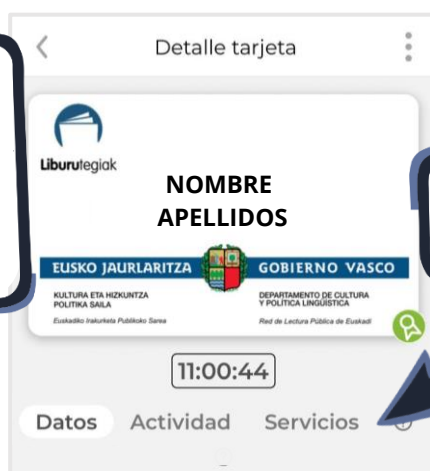 Detalle tarjeta
Liburutegiak
NOMBRE
APELLIDOS
EUSKO JAURLARITZA
GOBIERNO VASCO
KULTURA ETA HIZKUNTZA
POLITIKA SAILA
DEPARTAMENTO DE CULTURA
Y POLÍTICA LINGÜÍSTICA
Euskadiko Irakurketa Publikoko Sarea
Red de Lectura Pública de Euskadi
11:00:44
Datos Actividad Servicios